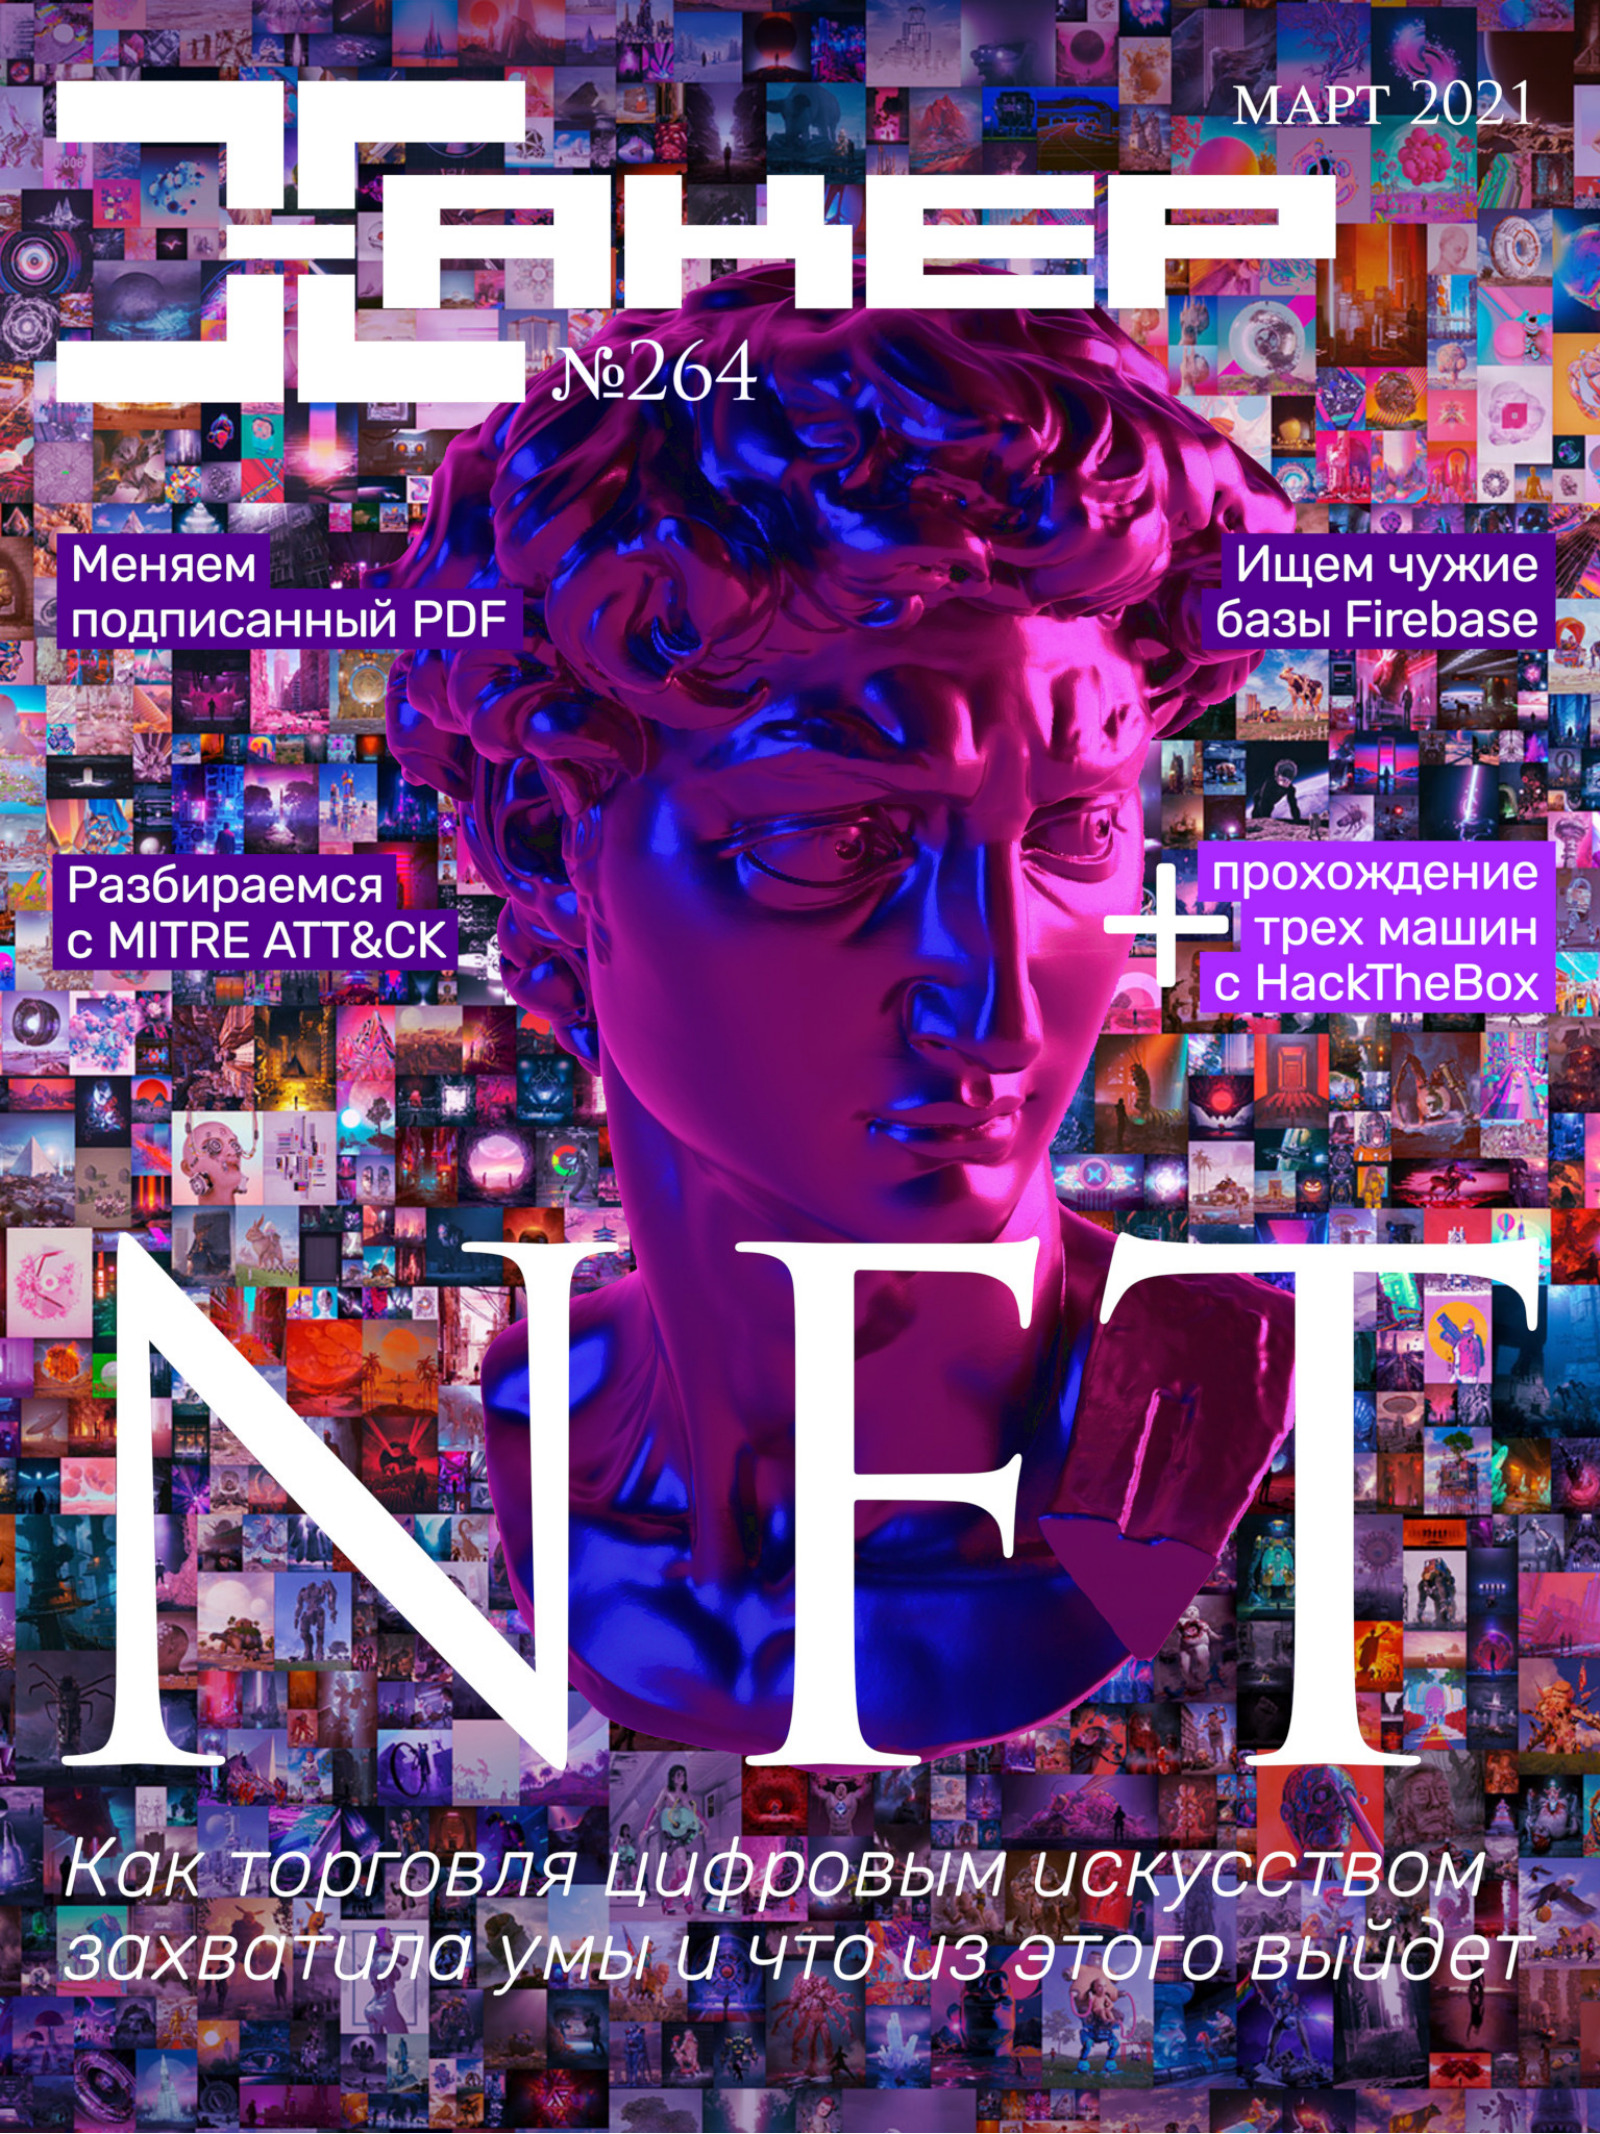 МАРТ 2021
ХАКЕР
№264
Меняем
подписанный PDF
Ищем чужие
базы Firebase
Разбираемся
с MITRE ATT&CK
+ прохождение
трех машин
с HackTheBox
NFT
Как торговля цифровым искусством
захватила умы и что из этого выйдет